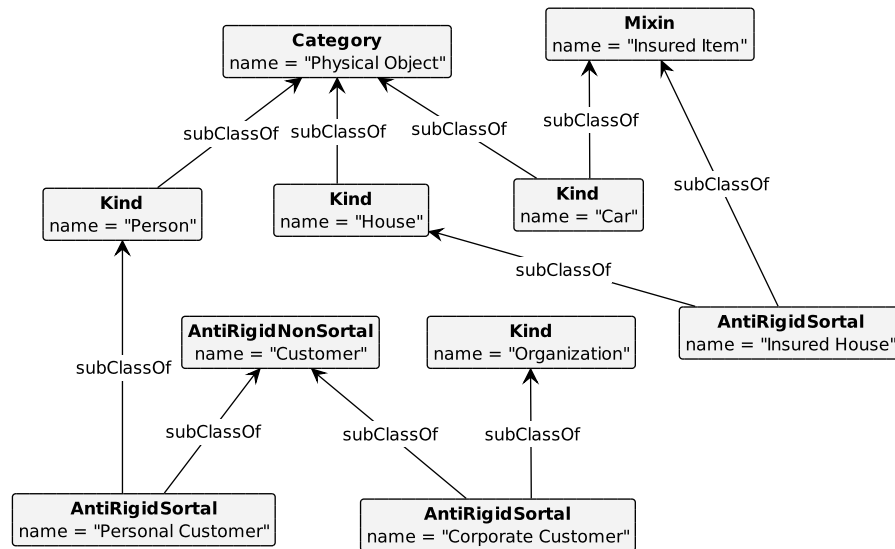 Category
name = "Physical Object"
Mixin
name = "Insured Item"
subClassOf
subClassOf
subClassOf
subClassOf
subClassOf
Kind
name = "Person"
Kind
name = "House"
Kind
name = "Car"
subClassOf
AntiRigidSortal
name = "Insured House"
AntiRigidNonSortal
name = "Customer"
Kind
name = "Organization"
subClassOf
subClassOf
subClassOf
subClassOf
AntiRigidSortal
name = "Personal Customer"
AntiRigidSortal
name = "Corporate Customer"